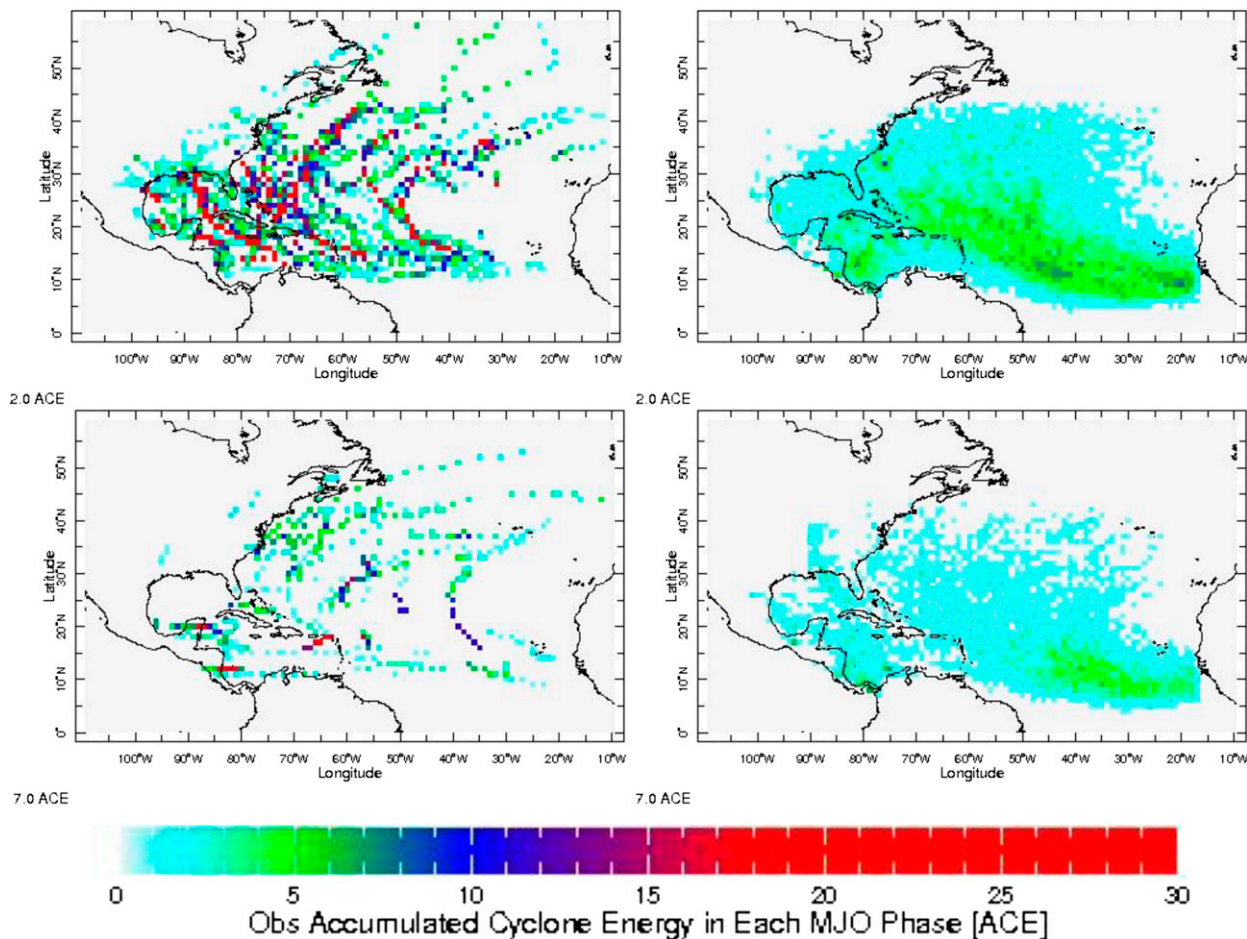 Latitude
50°N
40°N
30°N
20°N
10°N
0°
100°W 90°W 80°W 70°W 60°W 50°W 40°W 30°W 20°W 10°W
Longitude
2.0 ACE
Latitude
50°N
40°N
30°N
20°N
10°N
0°
100°W 90°W 80°W 70°W 60°W 50°W 40°W 30°W 20°W 10°W
Longitude
2.0 ACE
Latitude
50°N
40°N
30°N
20°N
10°N
0°
100°W 90°W 80°W 70°W 60°W 50°W 40°W 30°W 20°W 10°W
Longitude
7.0 ACE
Latitude
50°N
40°N
30°N
20°N
10°N
0°
100°W 90°W 80°W 70°W 60°W 50°W 40°W 30°W 20°W 10°W
Longitude
7.0 ACE
0 5 10 15 20 25 30
Obs Accumulated Cyclone Energy in Each MJO Phase [ACE]